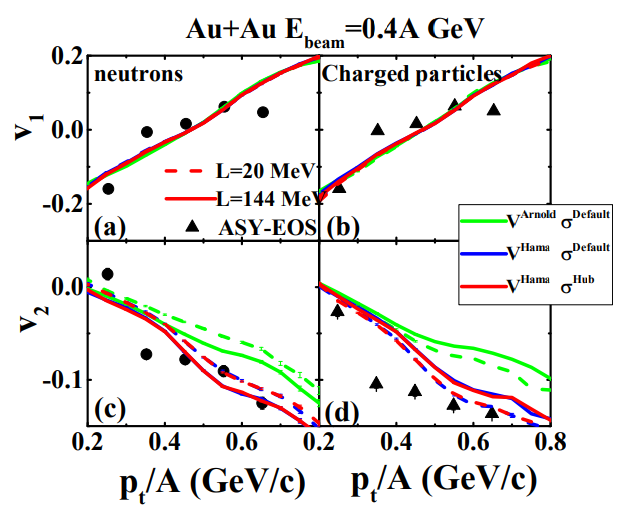 Au+Au E_beam=0.4A GeV
neutrons
Charged particles
0.2
0.0
-0.2
v_1
L=20 MeV
L=144 MeV
ASY-EOS
(a)
(b)
V^Arnold σ^Default
V^Hama σ^Default
V^Hama σ^Hub
0.0
-0.1
v_2
(c)
(d)
0.2 0.4 0.6 0.2 0.4 0.6 0.8
p_t/A (GeV/c)
p_t/A (GeV/c)